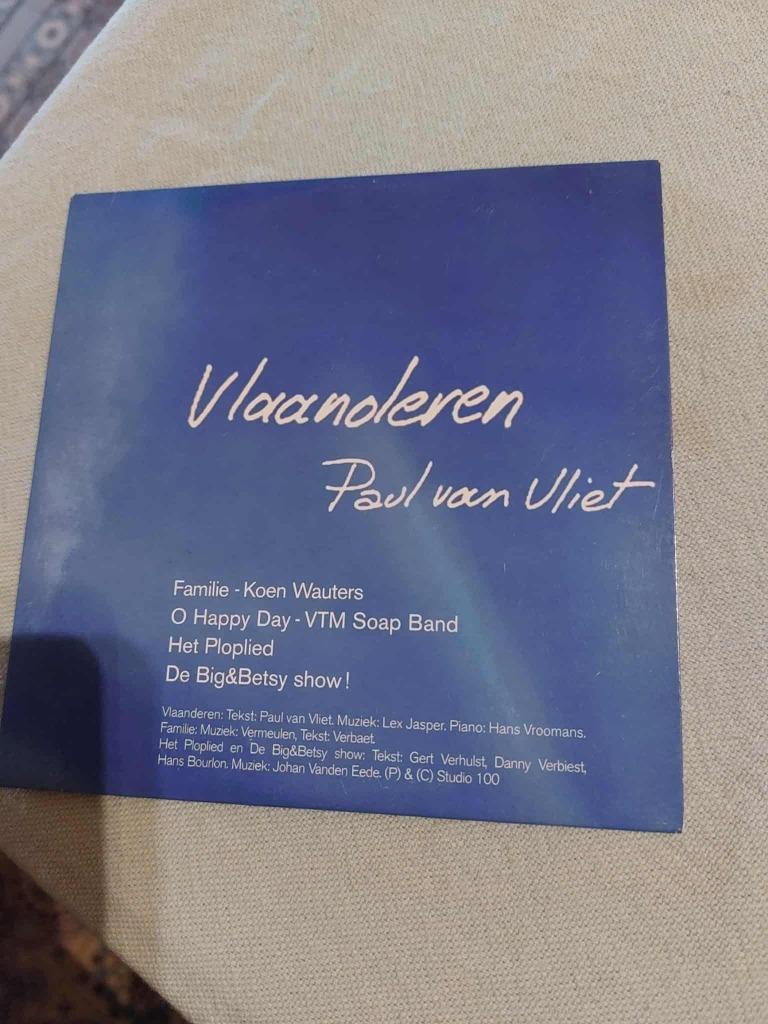 Vlaanderen
Paul van Vliet
Familie - Koen Wauters
O Happy Day - VTM Soap Band
Het Ploplied
De Big&Betsy show!
Vlaanderen: Tekst: Paul van Vliet. Muziek: Lex Jasper. Piano: Hans Vroomans.
Familie: Muziek: Vermeulen, Tekst: Verbaet.
Het Ploplied en De Big&Betsy show: Tekst: Gert Verhulst, Danny Verbiest,
Hans Bourlon. Muziek: Johan Vanden Eede. (P) & (C) Studio 100